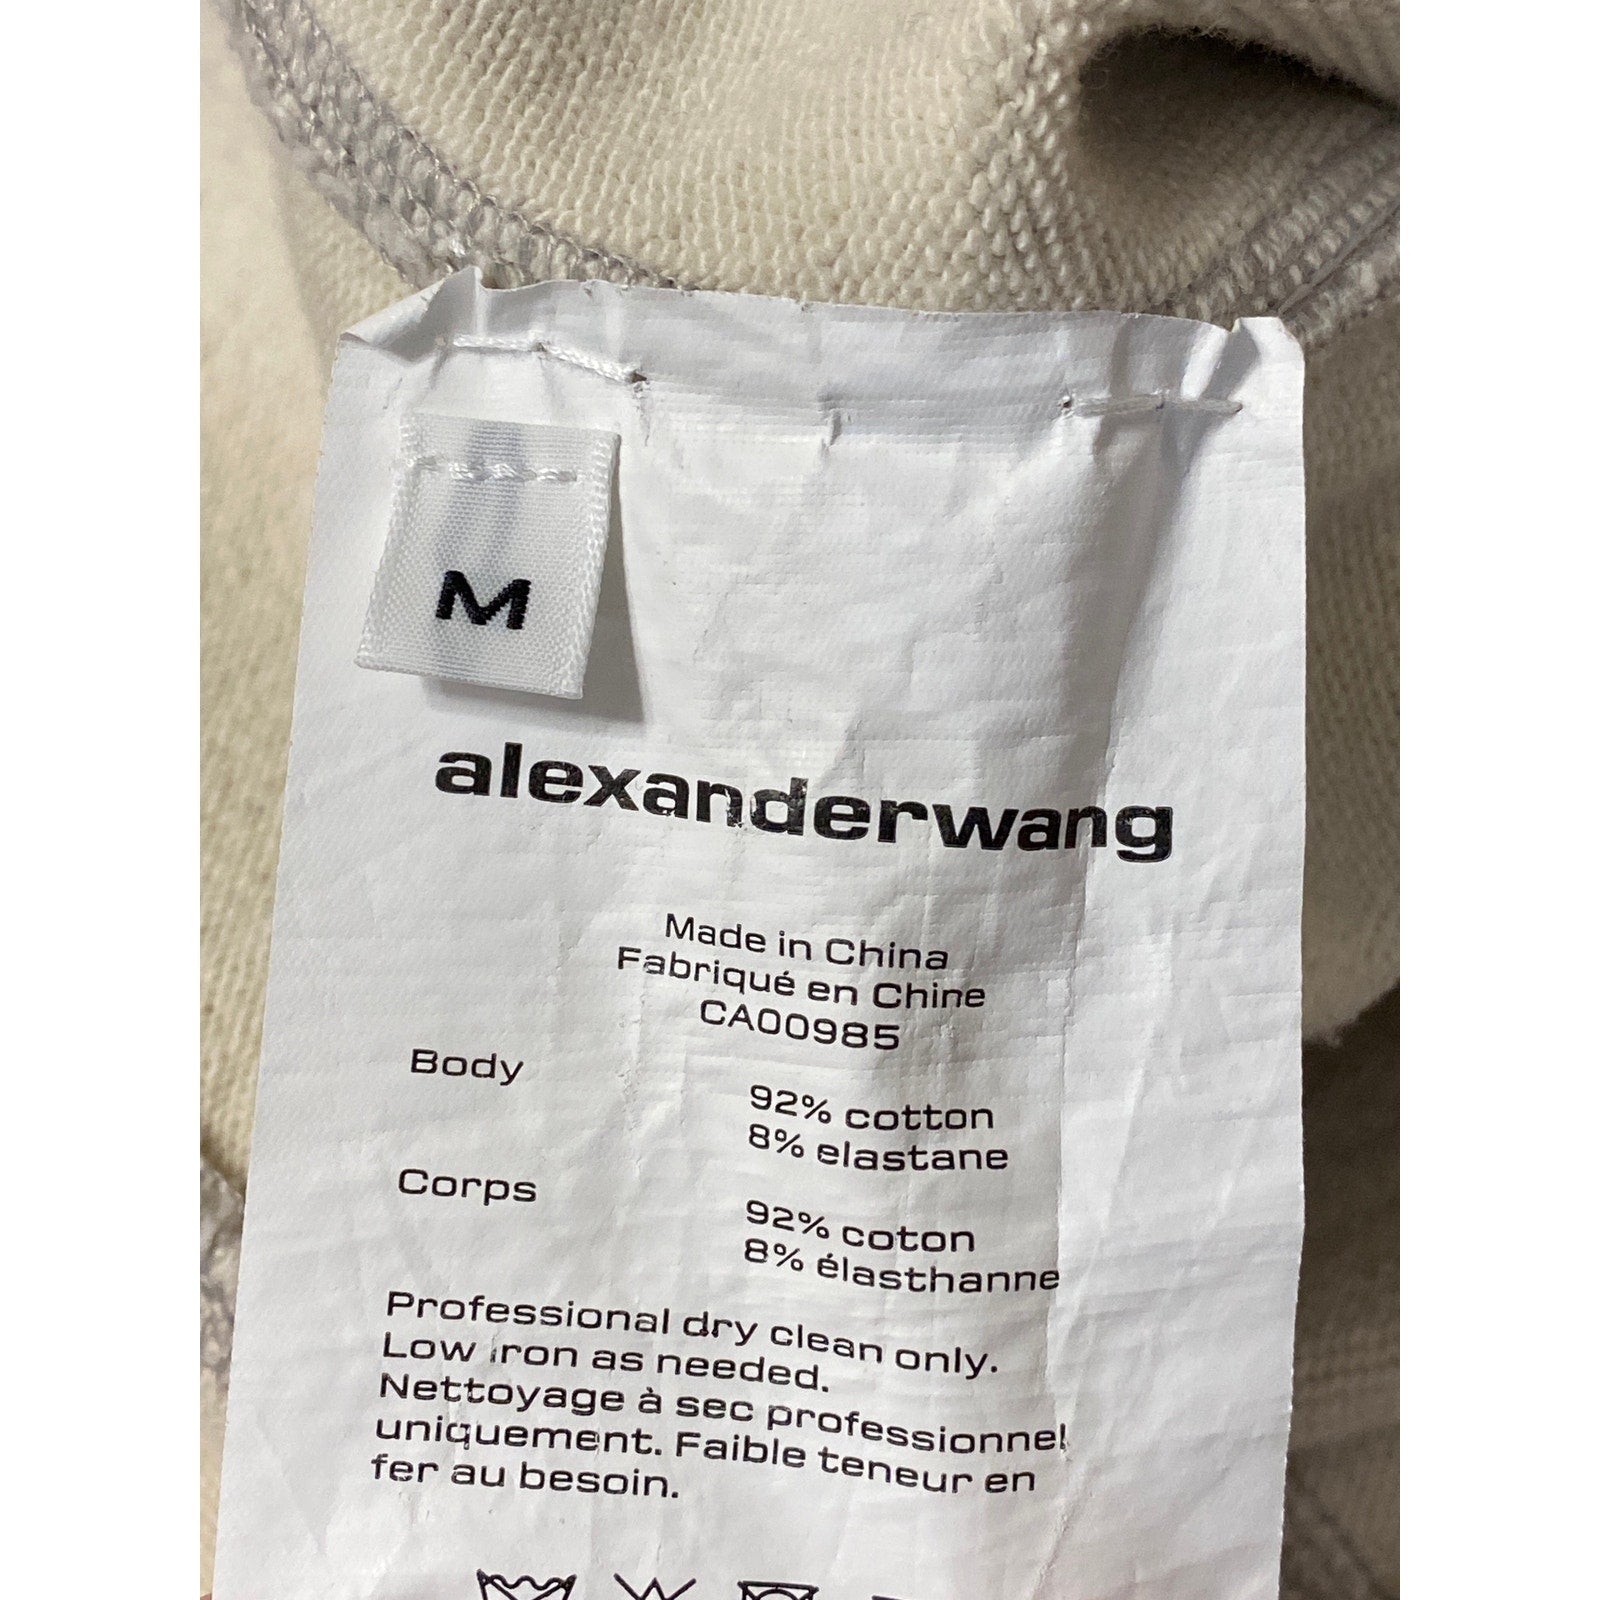 M
alexanderwang
Made in China
Fabriqué en Chine
CA00985
Body
92% cotton
8% elastane
Corps
92% coton
8% élasthanne
Professional dry clean only.
Low iron as needed.
Nettoyage à sec professionnel
uniquement. Faible teneur en
fer au besoin.